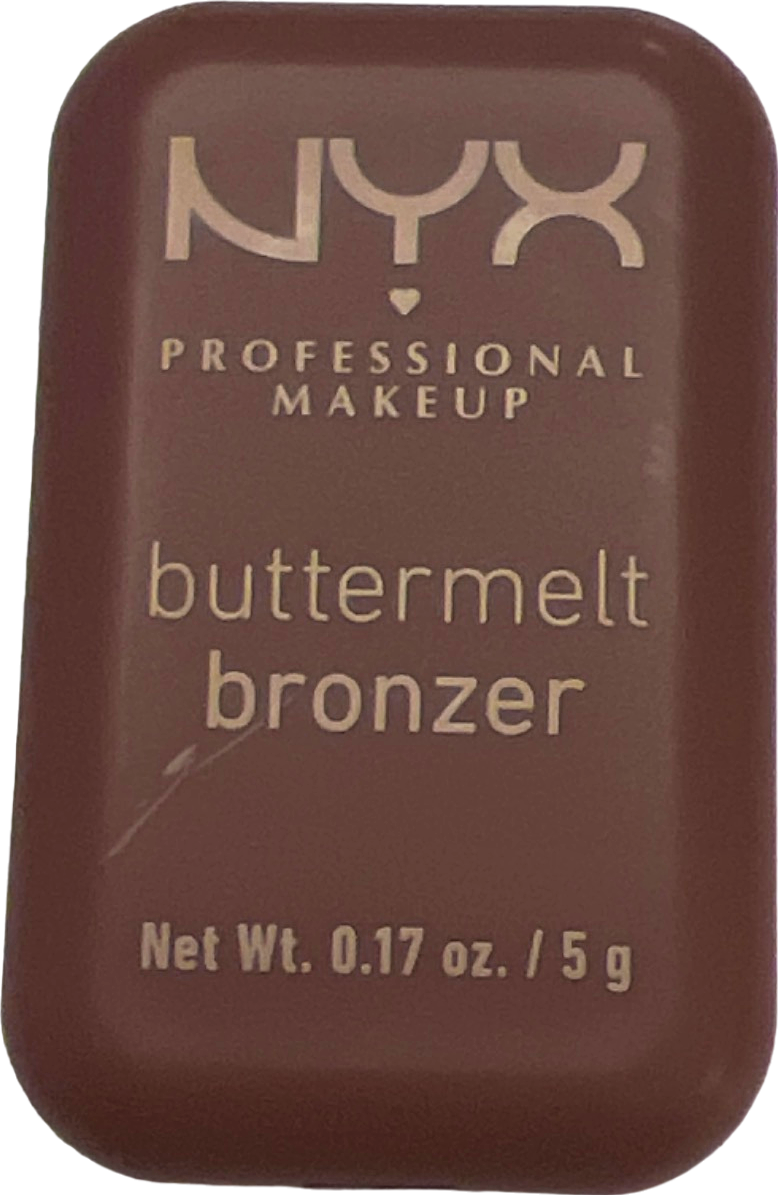 NYX
PROFESSIONAL
MAKEUP
buttermelt
bronzer
Net Wt. 0.17 oz. / 5 g